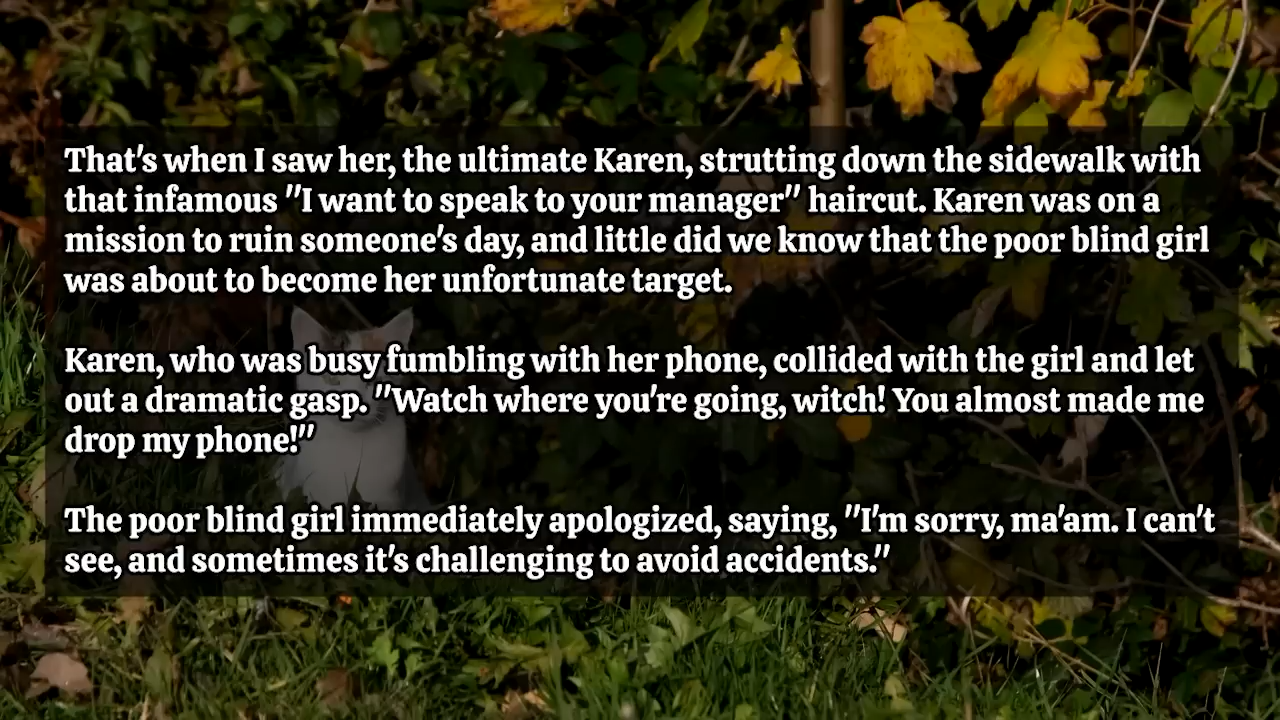 That's when I saw her, the ultimate Karen, strutting down the sidewalk with
that infamous "I want to speak to your manager" haircut. Karen was on a
mission to ruin someone's day, and little did we know that the poor blind girl
was about to become her unfortunate target.
Karen, who was busy fumbling with her phone, collided with the girl and let
out a dramatic gasp. "Watch where you're going, witch! You almost made me
drop my phone!"
The poor blind girl immediately apologized, saying, "I'm sorry, ma'am. I can't
see, and sometimes it's challenging to avoid accidents."